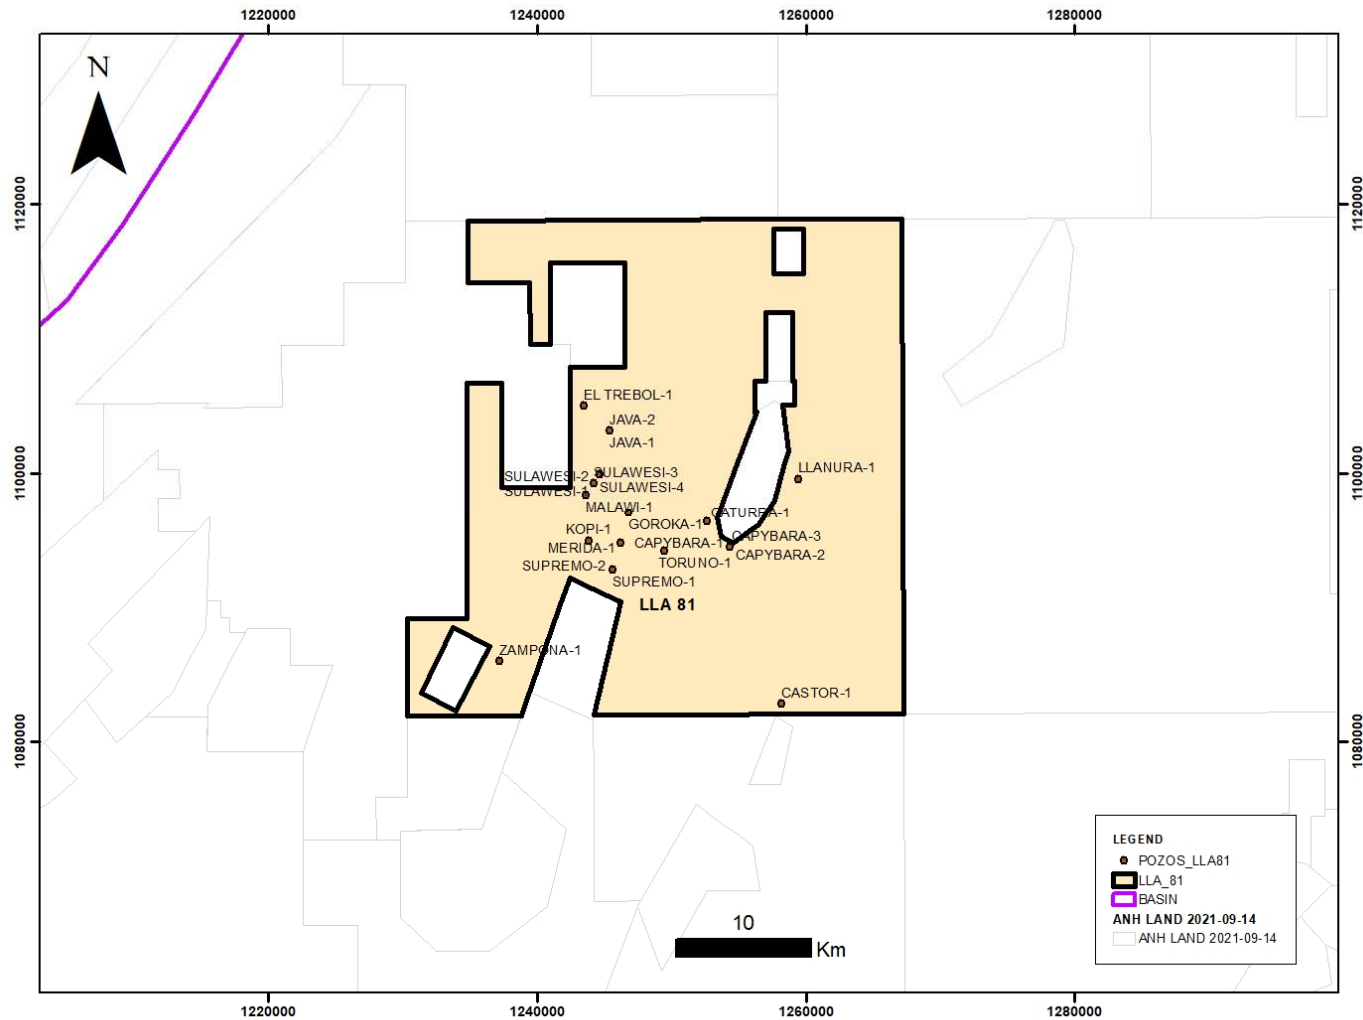 1220000
1240000
1260000
1280000
N
1120000
1120000
EL TREBOL-1
JAVA-2
JAVA-1
SULAWESI-2
SULAWESI-3
LLANURA-1
1100000
1100000
SULAWESI-1
SULAWESI-4
MALAWI-1
CATURRA-1
KOPI-1
GOROKA-1
CAPYBARA-3
MERIDA-1
CAPYBARA-1
CAPYBARA-2
SUPREMO-2
TORUNO-1
SUPREMO-1
LLA 81
ZAMPONA-1
CASTOR-1
1080000
1080000
LEGEND
POZOS_LLA81
LLA_81
BASIN
ANH LAND 2021-09-14
ANH LAND 2021-09-14
10
Km
1220000
1240000
1260000
1280000